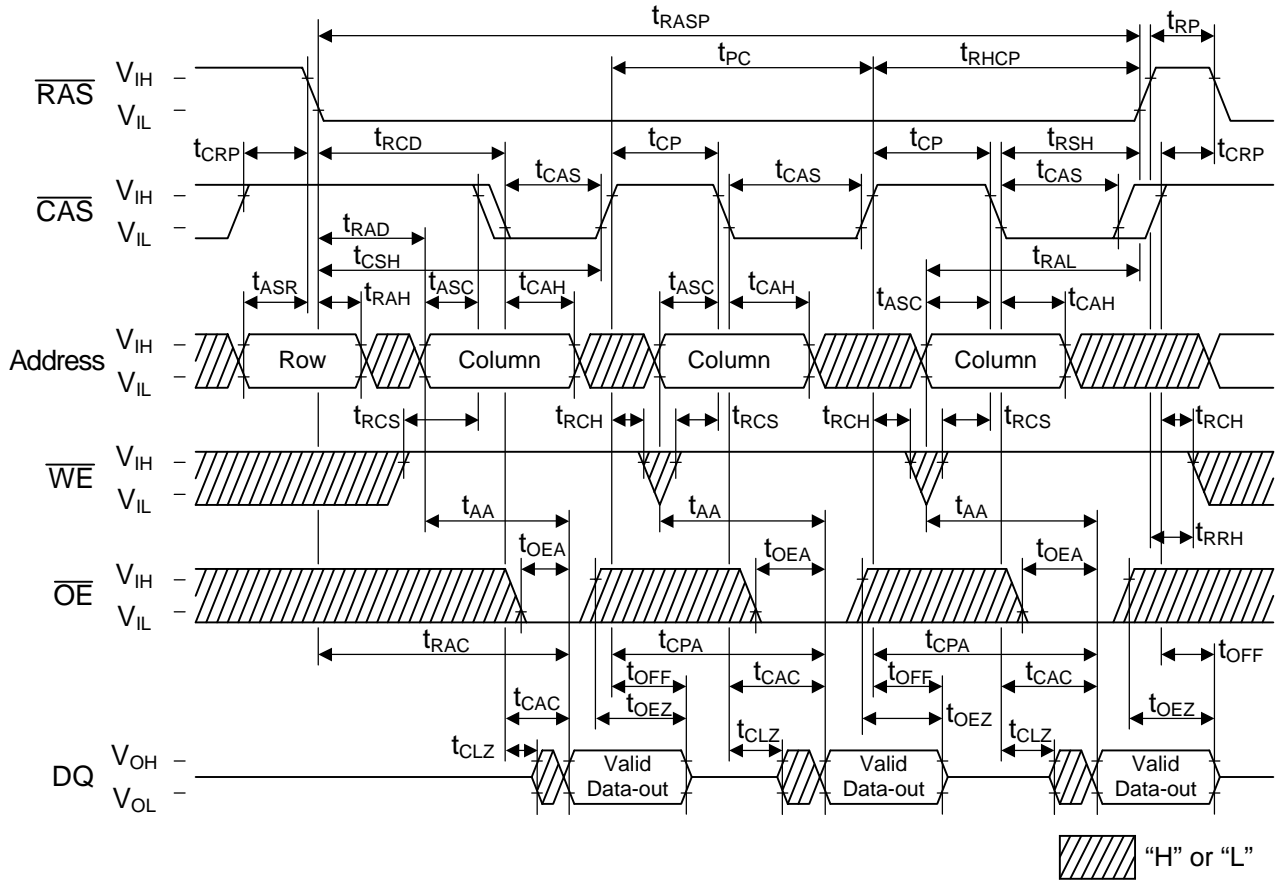 tRASP
tRP
tPC
tRHCP
RAS
VIH
VIL
tCRP
tRCD
tCP
tCP
tRSH
tCRP
tCAS
tCAS
tCAS
CAS
VIH
VIL
tRAD
tCSH
tRAL
tASR
tRAH
tASC
tCAH
tASC
tCAH
tASC
tCAH
Address
VIH
VIL
Row
Column
Column
Column
tRCS
tRCH
tRCS
tRCH
tRCS
tRCH
WE
VIH
VIL
tAA
tAA
tAA
tRRH
tOEA
tOEA
tOEA
OE
VIH
VIL
tRAC
tCPA
tCPA
tOFF
tCAC
tOFF
tCAC
tOFF
tCAC
tOEZ
tOEZ
tOEZ
tCLZ
tCLZ
tCLZ
DQ
VOH
VOL
Valid
Data-out
Valid
Data-out
Valid
Data-out
“H” or “L”